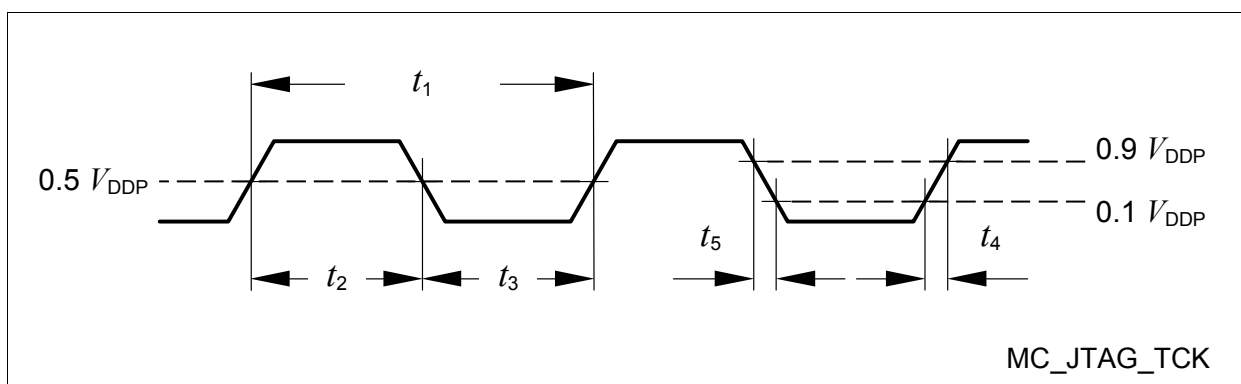 t1
0.9 VDDP
0.5 VDDP
0.1 VDDP
t5
t4
t2
t3
MC_JTAG_TCK